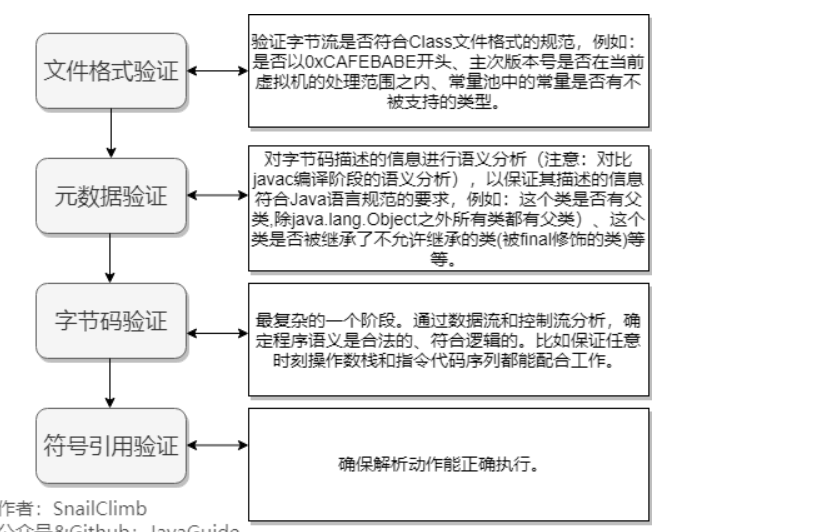 文件格式验证
验证字节流是否符合Class文件格式的规范，例如：
是否以0xCAFEBABE开头、主次版本号是否在当前
虚拟机的处理范围之内、常量池中的常量是否有不
被支持的类型。
元数据验证
对字节码描述的信息进行语义分析（注意：对比
javac编译阶段的语义分析），以保证其描述的信息
符合Java语言规范的要求，例如：这个类是否有父
类,除java.lang.Object之外所有类都有父类）、这个
类是否被继承了不允许继承的类(被final修饰的类)等
等。
字节码验证
最复杂的一个阶段。通过数据流和控制流分析，确
定程序语义是合法的、符合逻辑的。比如保证任意
时刻操作数栈和指令代码序列都能配合工作。
符号引用验证
确保解析动作能正确执行。
作者：SnailClimb
公众号&Github：JavaGuide